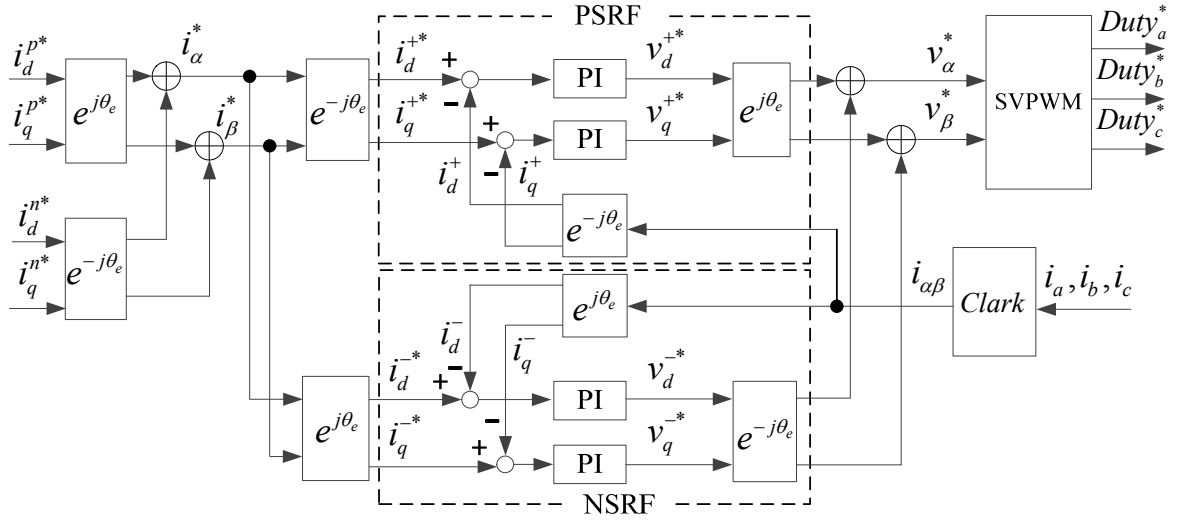 PSRF
i_d^{p*}
i_q^{p*}
e^{jθ_e}
i_α^*
i_β^*
i_d^{n*}
i_q^{n*}
e^{-jθ_e}
e^{-jθ_e}
i_d^{+*}
i_q^{+*}
+
−
+
−
i_d^+
i_q^+
PI
PI
v_d^{+*}
v_q^{+*}
e^{jθ_e}
e^{-jθ_e}
v_α^*
v_β^*
SVPWM
Duty_a^*
Duty_b^*
Duty_c^*
i_{αβ}
Clark
i_a, i_b, i_c
e^{jθ_e}
i_d^-
i_q^-
e^{jθ_e}
i_d^{-*}
i_q^{-*}
+
−
+
−
PI
PI
v_d^{-*}
v_q^{-*}
e^{-jθ_e}
NSRF